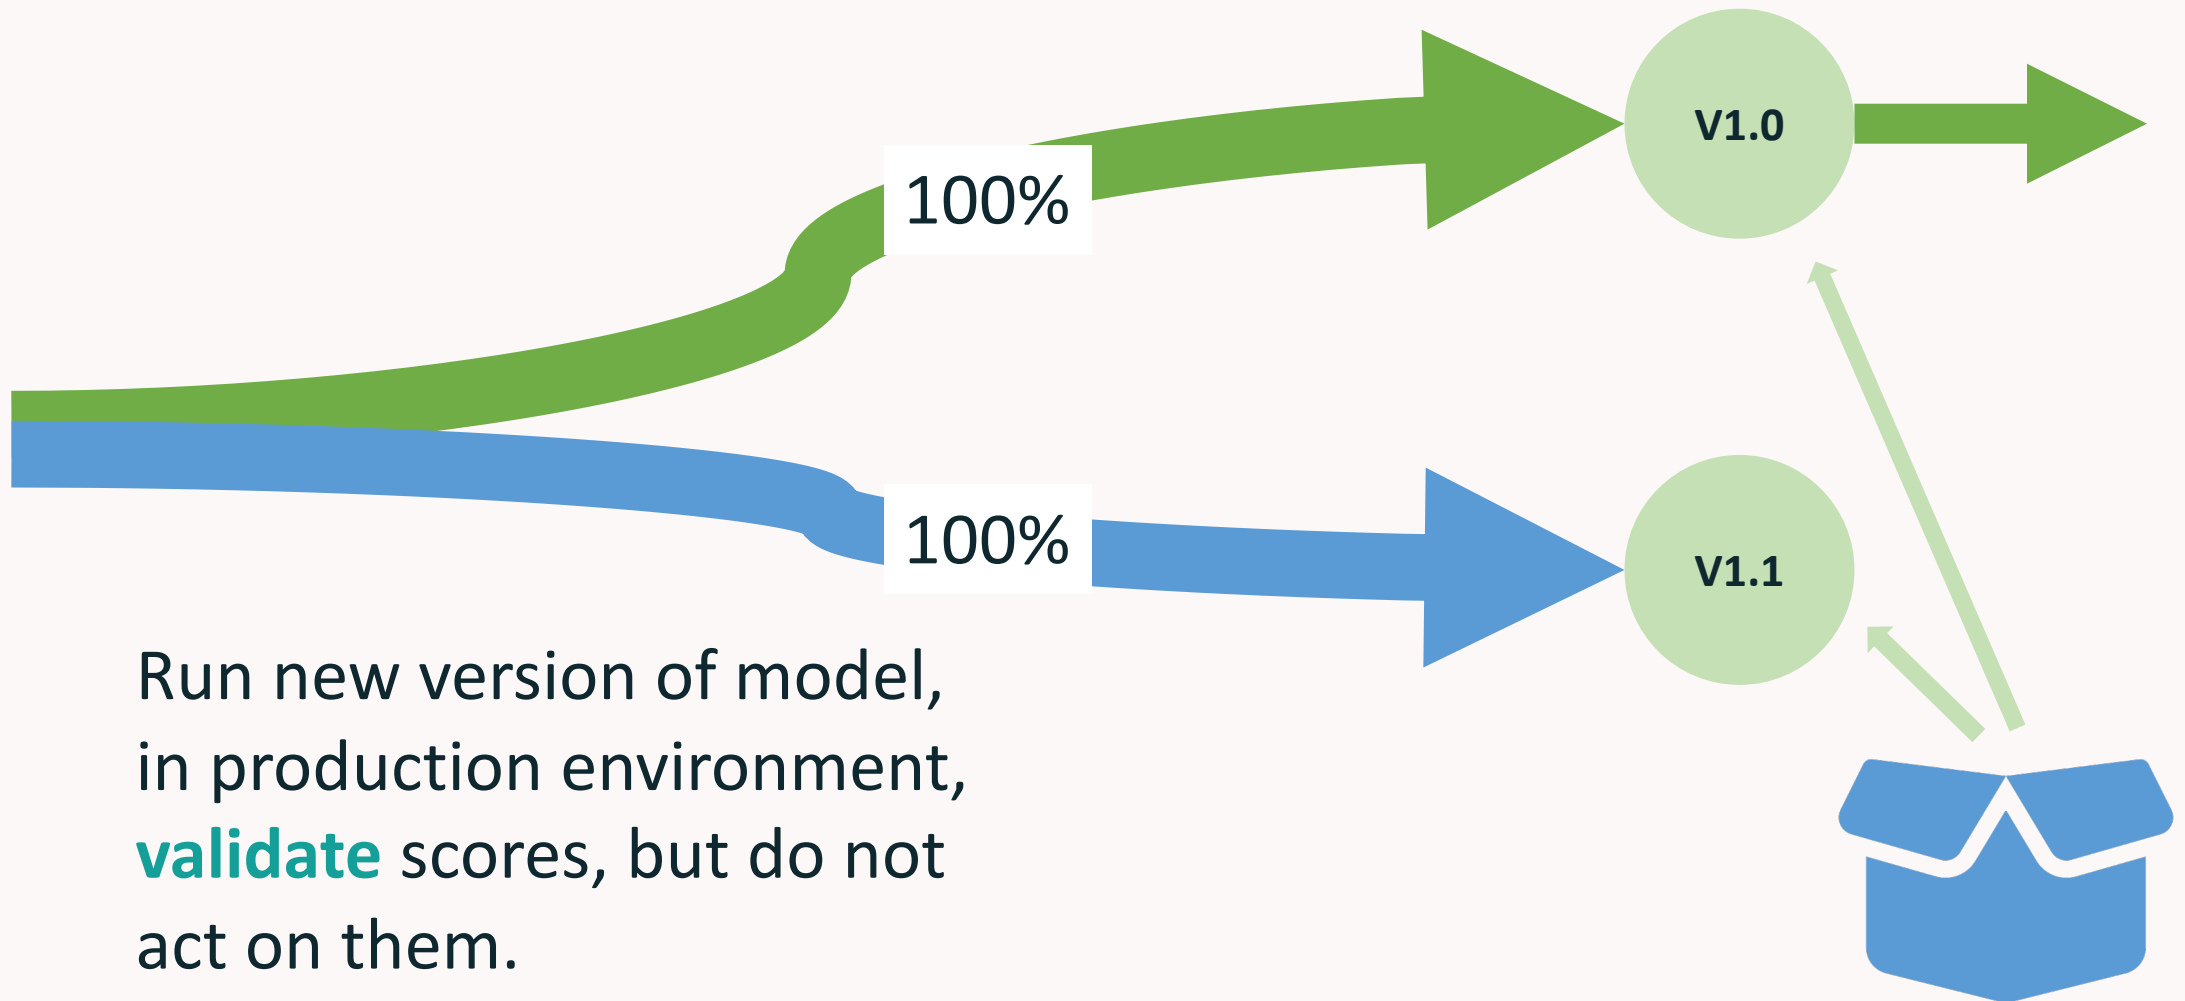 V1.0
100%
100%
V1.1
Run new version of model,
in production environment,
validate scores, but do not
act on them.